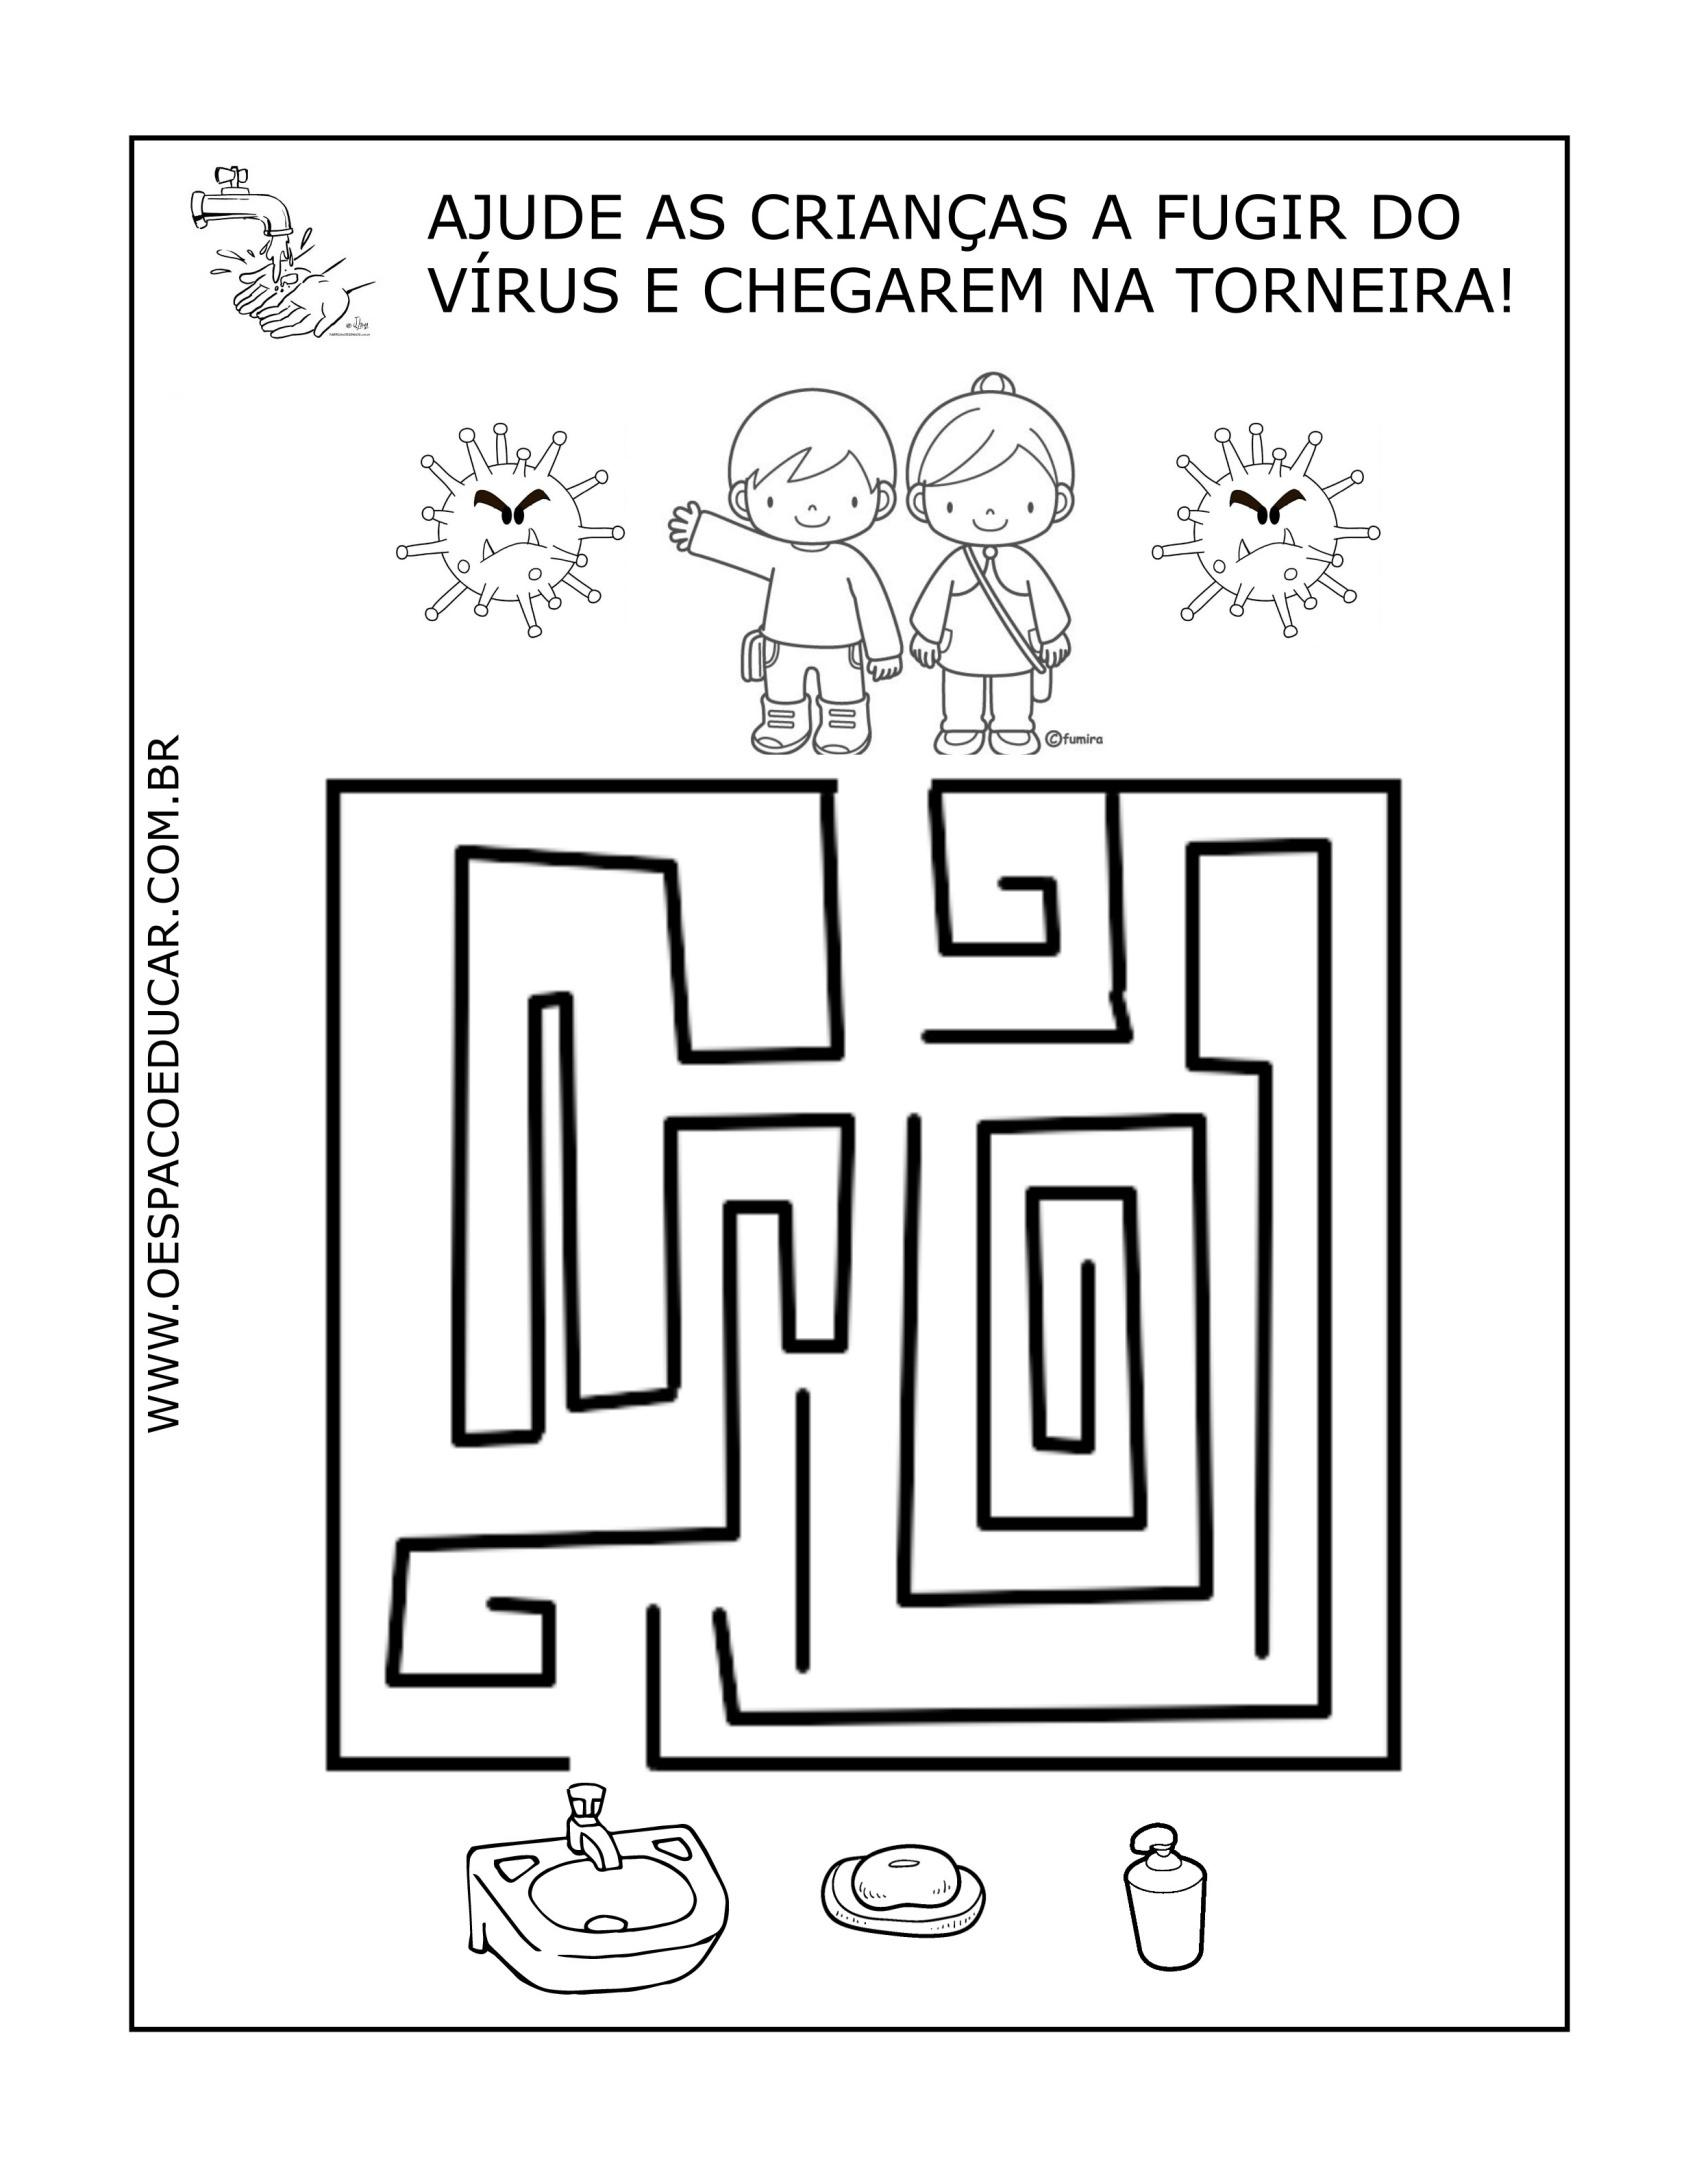 AJUDE AS CRIANÇAS A FUGIR DO
VÍRUS E CHEGAREM NA TORNEIRA!
©fumira
WWW.OESPACOEDUCAR.COM.BR